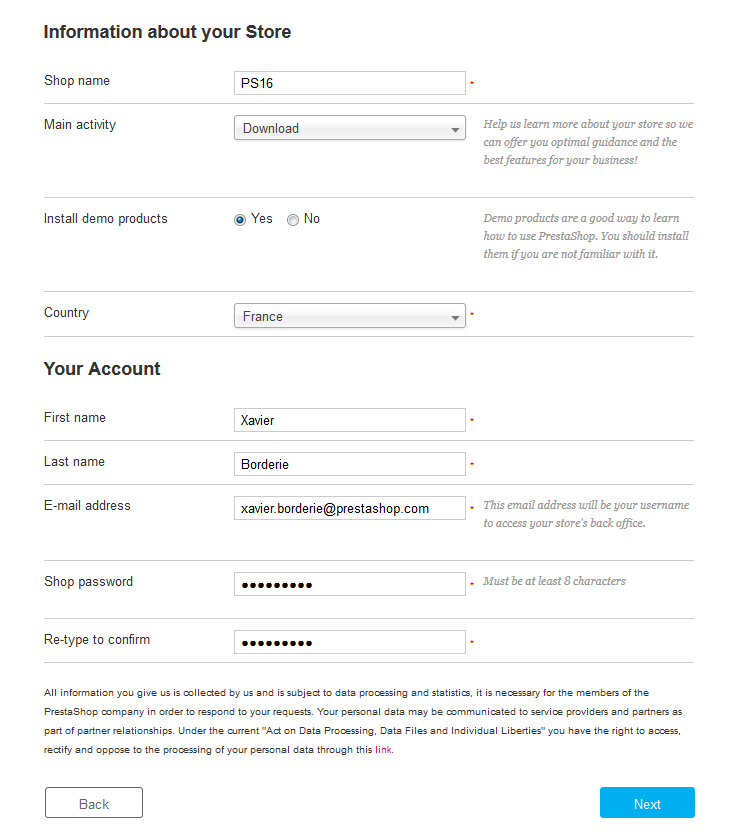 Information about your Store
Shop name
PS16
Main activity
Download
Help us learn more about your store so we
can offer you optimal guidance and the
best features for your business!
Install demo products
Yes No
Demo products are a good way to learn
how to use PrestaShop. You should install
them if you are not familiar with it.
Country
France
Your Account
First name
Xavier
Last name
Borderie
E-mail address
xavier.borderie@prestashop.com
This email address will be your username
to access your store's back office.
Shop password
●●●●●●●●●
Must be at least 8 characters
Re-type to confirm
●●●●●●●●●
All information you give us is collected by us and is subject to data processing and statistics, it is necessary for the members of the
PrestaShop company in order to respond to your requests. Your personal data may be communicated to service providers and partners as
part of partner relationships. Under the current "Act on Data Processing, Data Files and Individual Liberties" you have the right to access,
rectify and oppose to the processing of your personal data through this link.
Back
Next